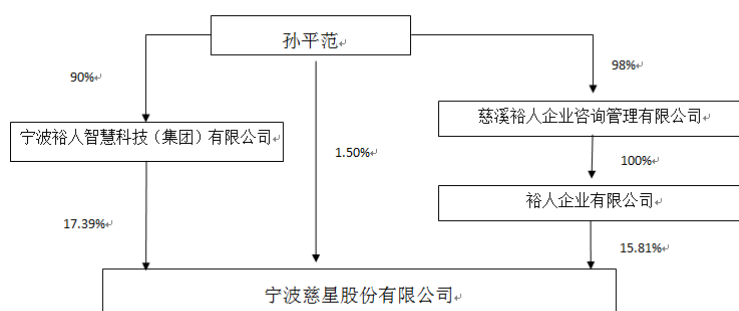 孙平范
90%
98%
宁波裕人智慧科技（集团）有限公司
慈溪裕人企业咨询管理有限公司
1.50%
100%
裕人企业有限公司
17.39%
15.81%
宁波慈星股份有限公司